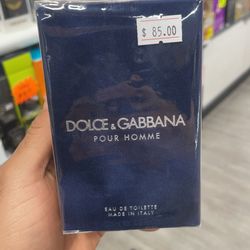 $ 85.00
DOLCE & GABBANA
POUR HOMME
EAU DE TOILETTE
MADE IN ITALY